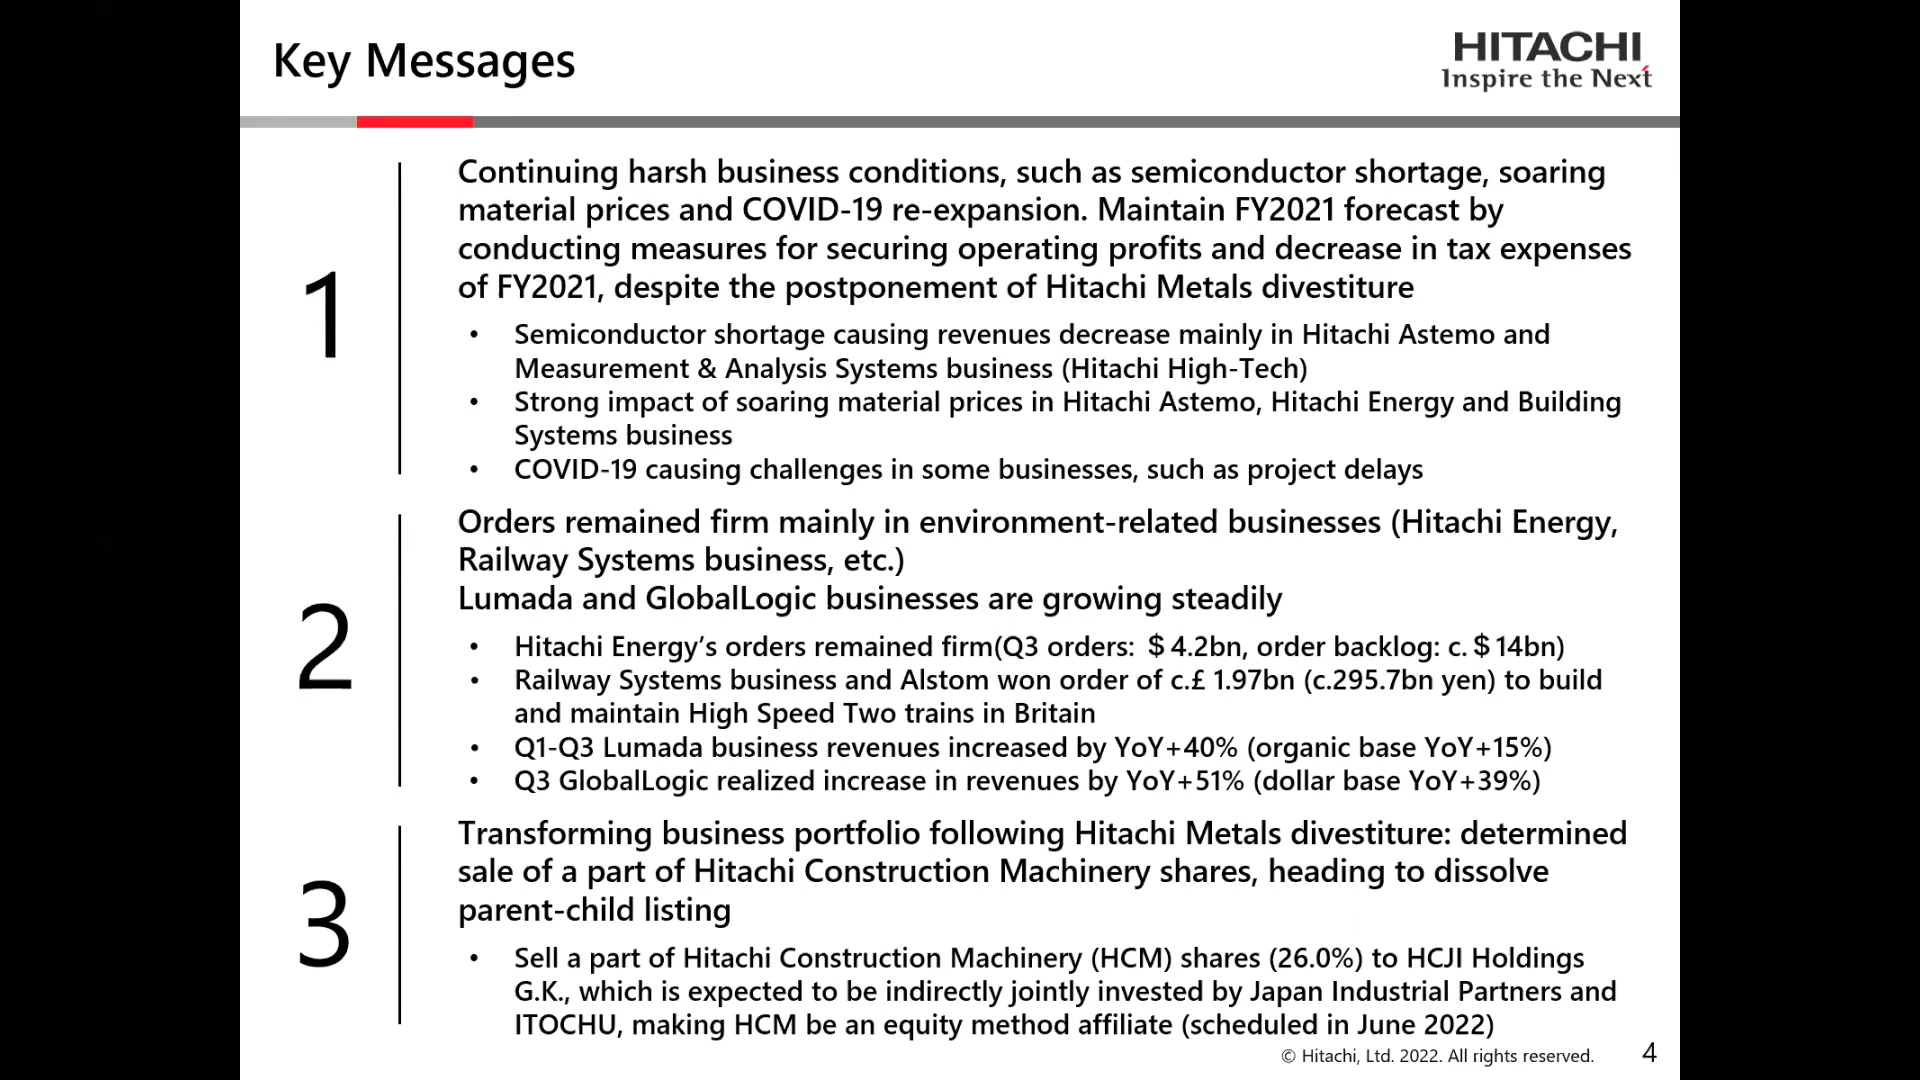 Key Messages
HITACHI
Inspire the Next
1
Continuing harsh business conditions, such as semiconductor shortage, soaring
material prices and COVID-19 re-expansion. Maintain FY2021 forecast by
conducting measures for securing operating profits and decrease in tax expenses
of FY2021, despite the postponement of Hitachi Metals divestiture
• Semiconductor shortage causing revenues decrease mainly in Hitachi Astemo and
Measurement & Analysis Systems business (Hitachi High-Tech)
• Strong impact of soaring material prices in Hitachi Astemo, Hitachi Energy and Building
Systems business
• COVID-19 causing challenges in some businesses, such as project delays
2
Orders remained firm mainly in environment-related businesses (Hitachi Energy,
Railway Systems business, etc.)
Lumada and GlobalLogic businesses are growing steadily
• Hitachi Energy’s orders remained firm(Q3 orders: ＄4.2bn, order backlog: c.＄14bn)
• Railway Systems business and Alstom won order of c.£ 1.97bn (c.295.7bn yen) to build
and maintain High Speed Two trains in Britain
• Q1-Q3 Lumada business revenues increased by YoY+40% (organic base YoY+15%)
• Q3 GlobalLogic realized increase in revenues by YoY+51% (dollar base YoY+39%)
3
Transforming business portfolio following Hitachi Metals divestiture: determined
sale of a part of Hitachi Construction Machinery shares, heading to dissolve
parent-child listing
• Sell a part of Hitachi Construction Machinery (HCM) shares (26.0%) to HCJI Holdings
G.K., which is expected to be indirectly jointly invested by Japan Industrial Partners and
ITOCHU, making HCM be an equity method affiliate (scheduled in June 2022)
© Hitachi, Ltd. 2022. All rights reserved.
4